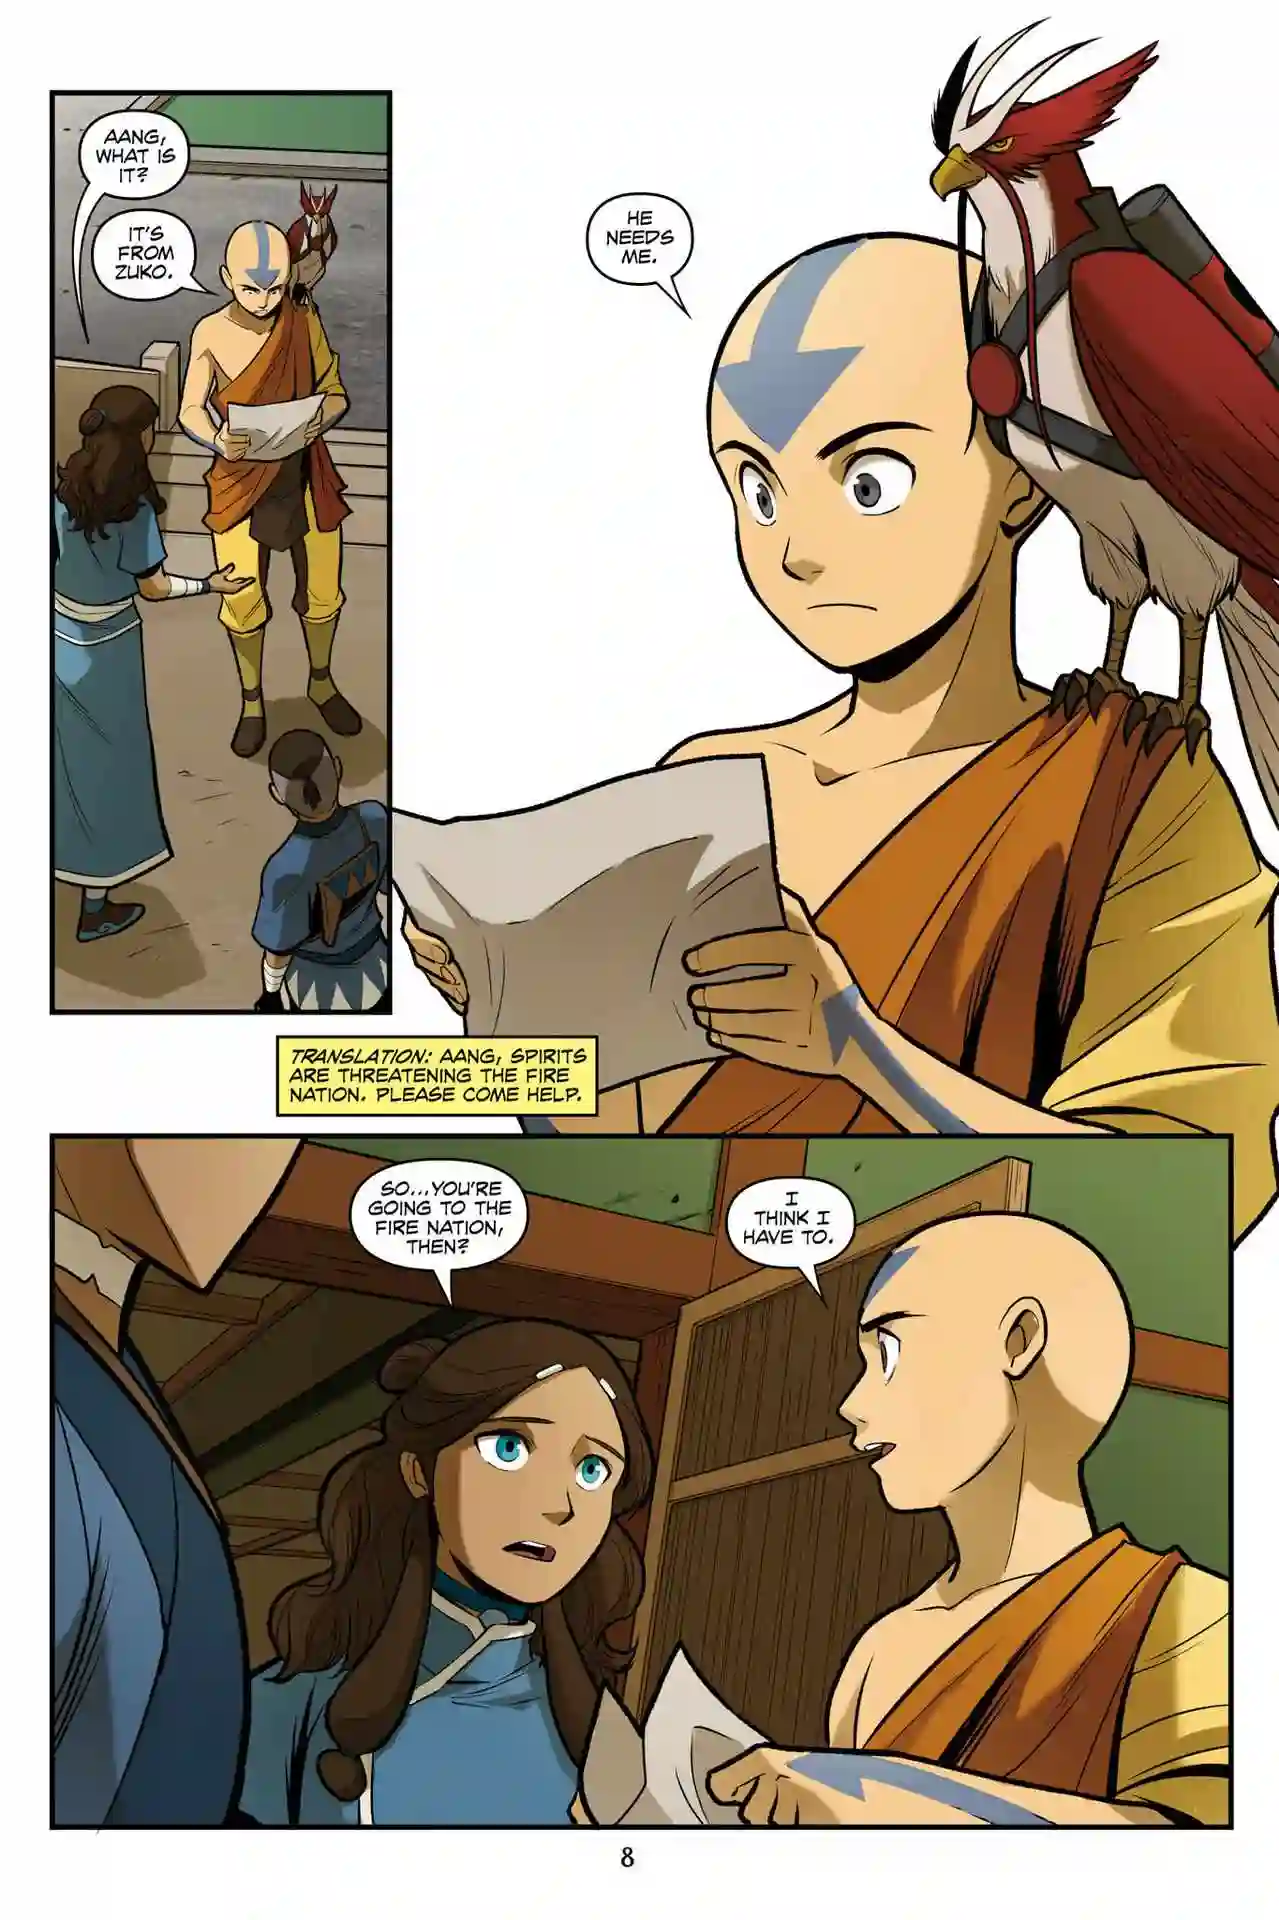 AANG,
WHAT IS
IT?
IT'S
FROM
ZUKO.
HE
NEEDS
ME.
TRANSLATION: AANG, SPIRITS
ARE THREATENING THE FIRE
NATION. PLEASE COME HELP.
SO...YOU'RE
GOING TO THE
FIRE NATION,
THEN?
I
THINK I
HAVE TO.
8